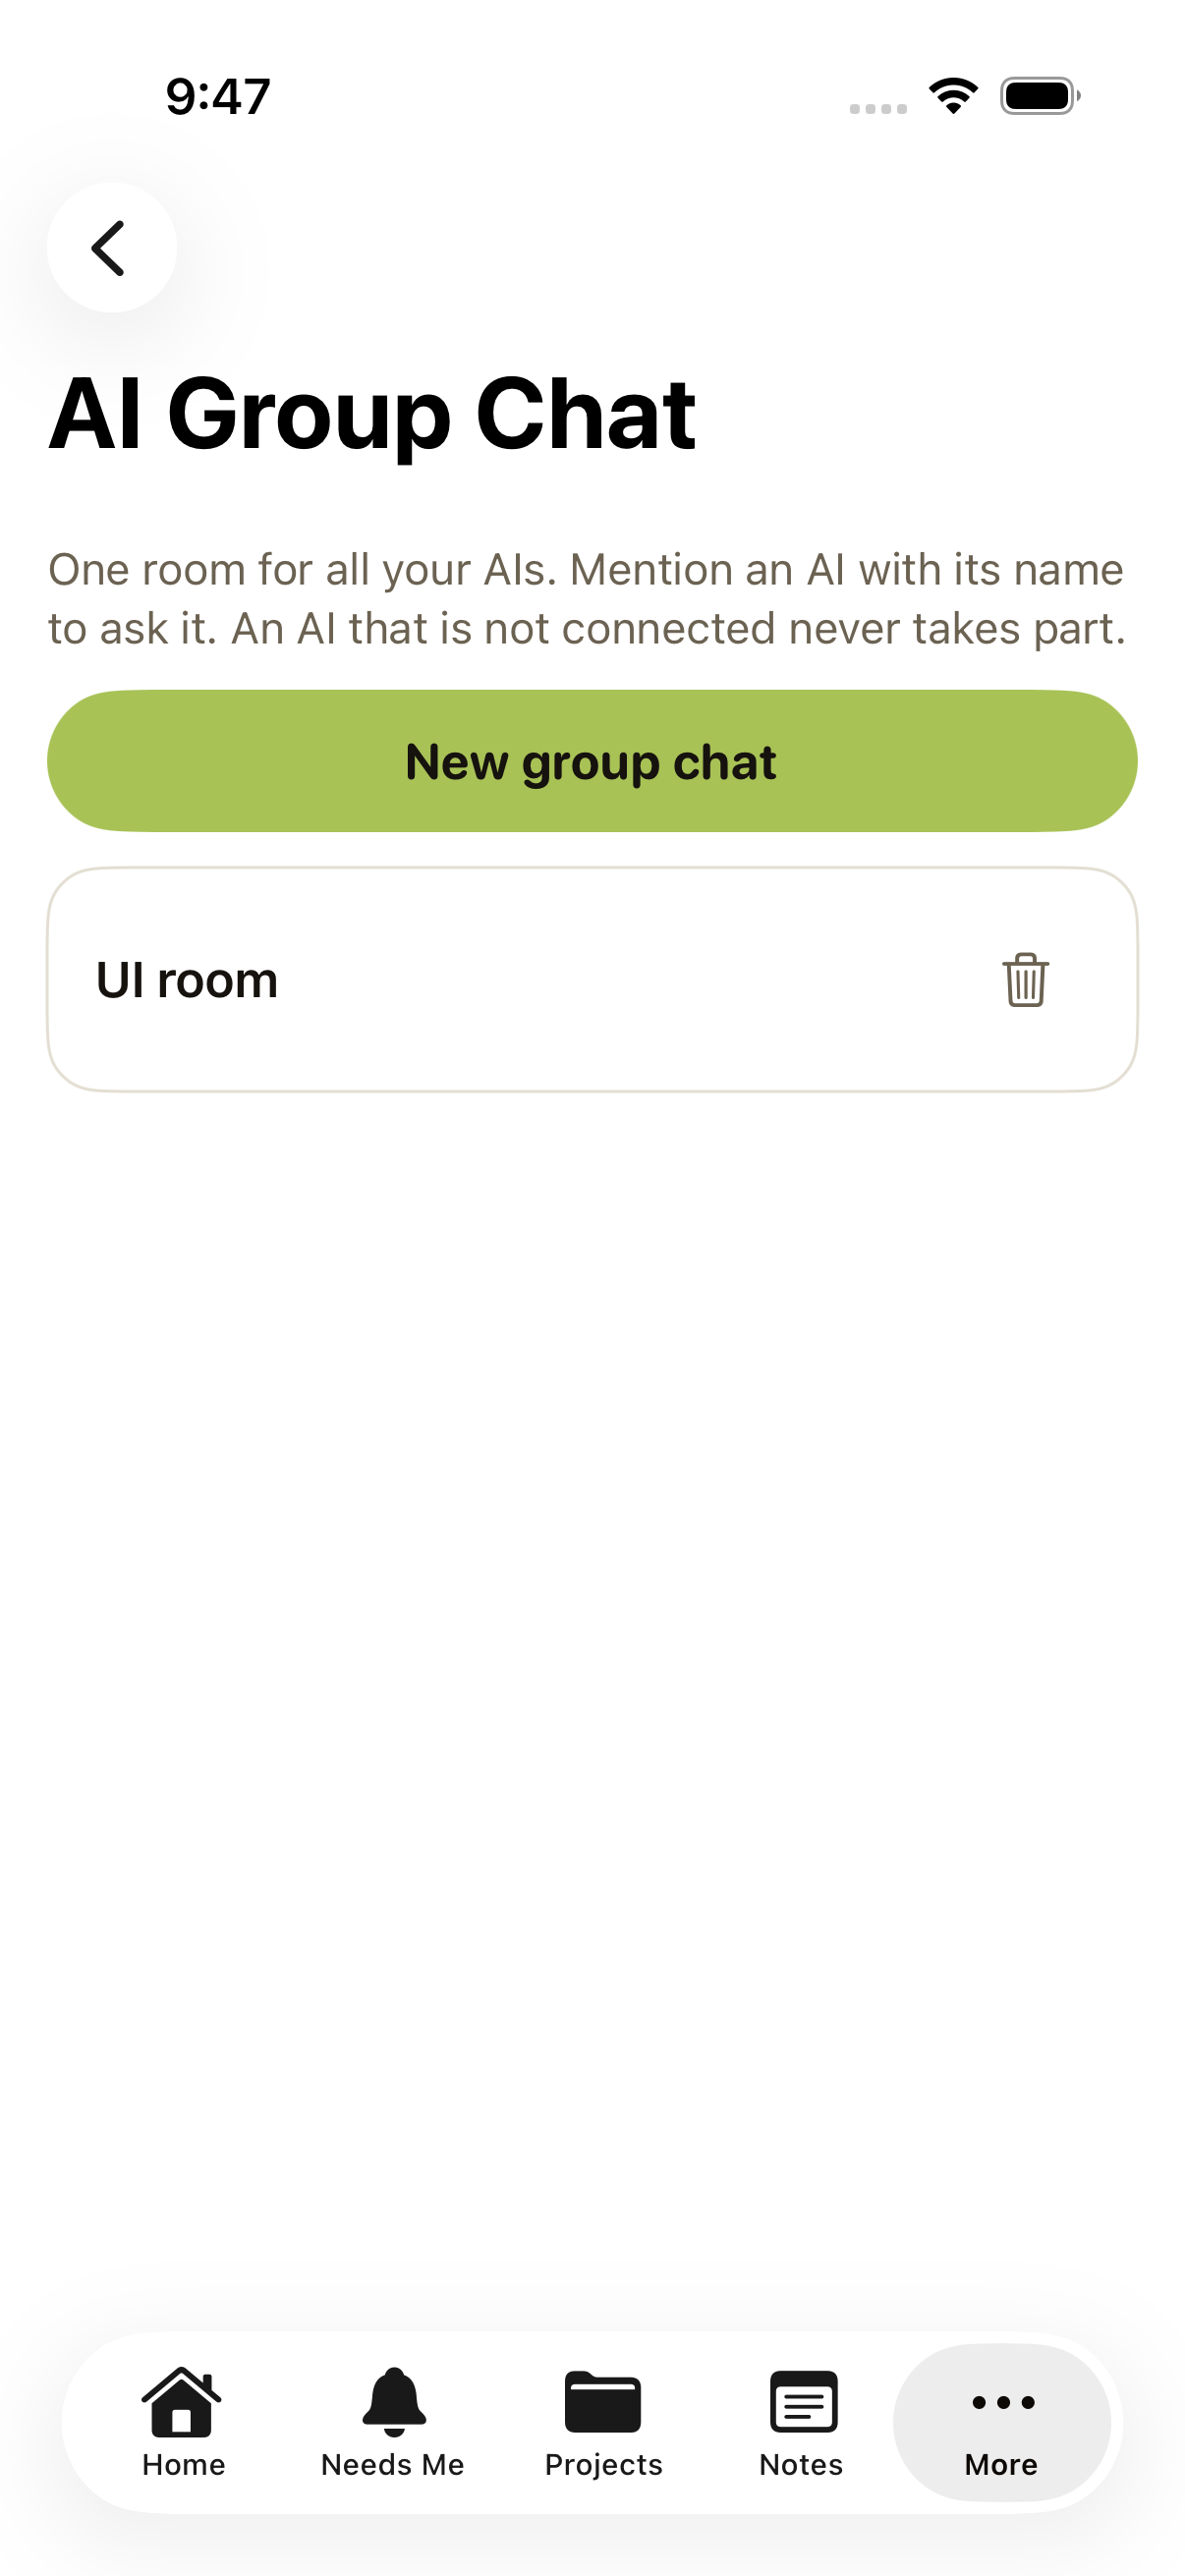 9:47
AI Group Chat
One room for all your AIs. Mention an AI with its name
to ask it. An AI that is not connected never takes part.
New group chat
UI room
Home
Needs Me
Projects
Notes
More